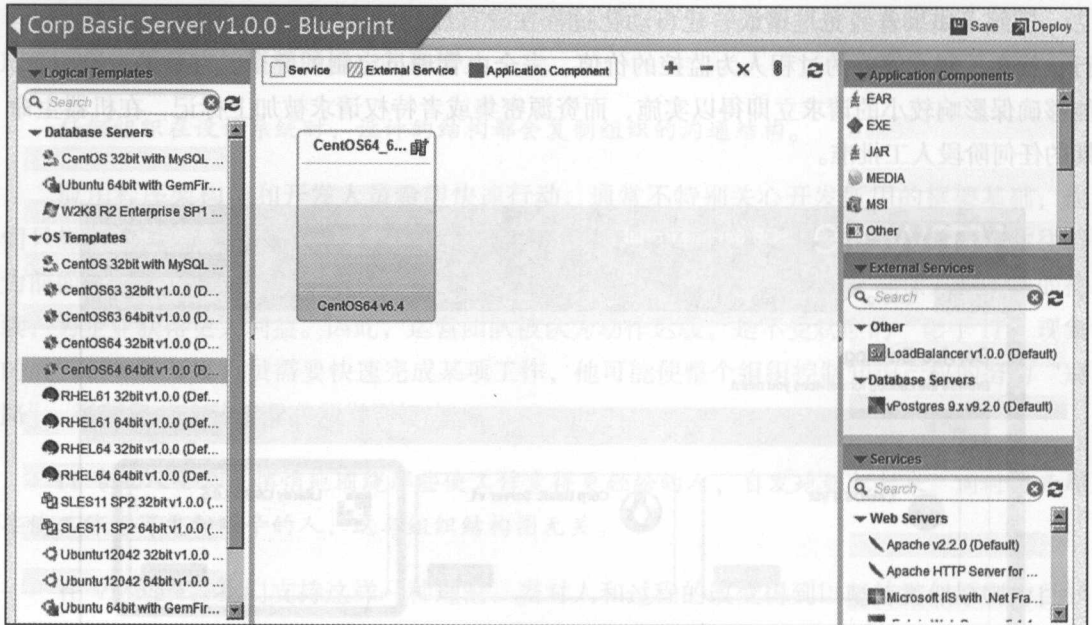 Corp Basic Server v1.0.0 - Blueprint
Save
Deploy
Logical Templates
Search
Database Servers
CentOS 32bit with MySQL
Ubuntu 64bit with GemFir...
W2K8 R2 Enterprise SP1 ...
OS Templates
CentOS 32bit with MySQL
CentOS63 32bit v1.0.0 (D...
CentOS63 64bit v1.0.0 (D...
CentOS64 32bit v1.0.0 (D...
CentOS64 64bit v1.0.0 (D...
RHEL61 32bit v1.0.0 (Def...
RHEL61 64bit v1.0.0 (Def...
RHEL64 32bit v1.0.0 (Def...
RHEL64 64bit v1.0.0 (Def...
SLES11 SP2 32bit v1.0.0 (...
SLES11 SP2 64bit v1.0.0 (...
Ubuntu12042 32bit v1.0.0 ...
Ubuntu12042 64bit v1.0.0 ...
Ubuntu 64bit with GemFir...
Service
External Service
Application Component
CentOS64_6...
CentOS64 v6.4
Application Components
EAR
EXE
JAR
MEDIA
MSI
Other
External Services
Search
Other
LoadBalancer v1.0.0 (Default)
Database Servers
vPostgres 9.x v9.2.0 (Default)
Services
Search
Web Servers
Apache v2.2.0 (Default)
Apache HTTP Server for ...
Microsoft IIS with .Net Fra...